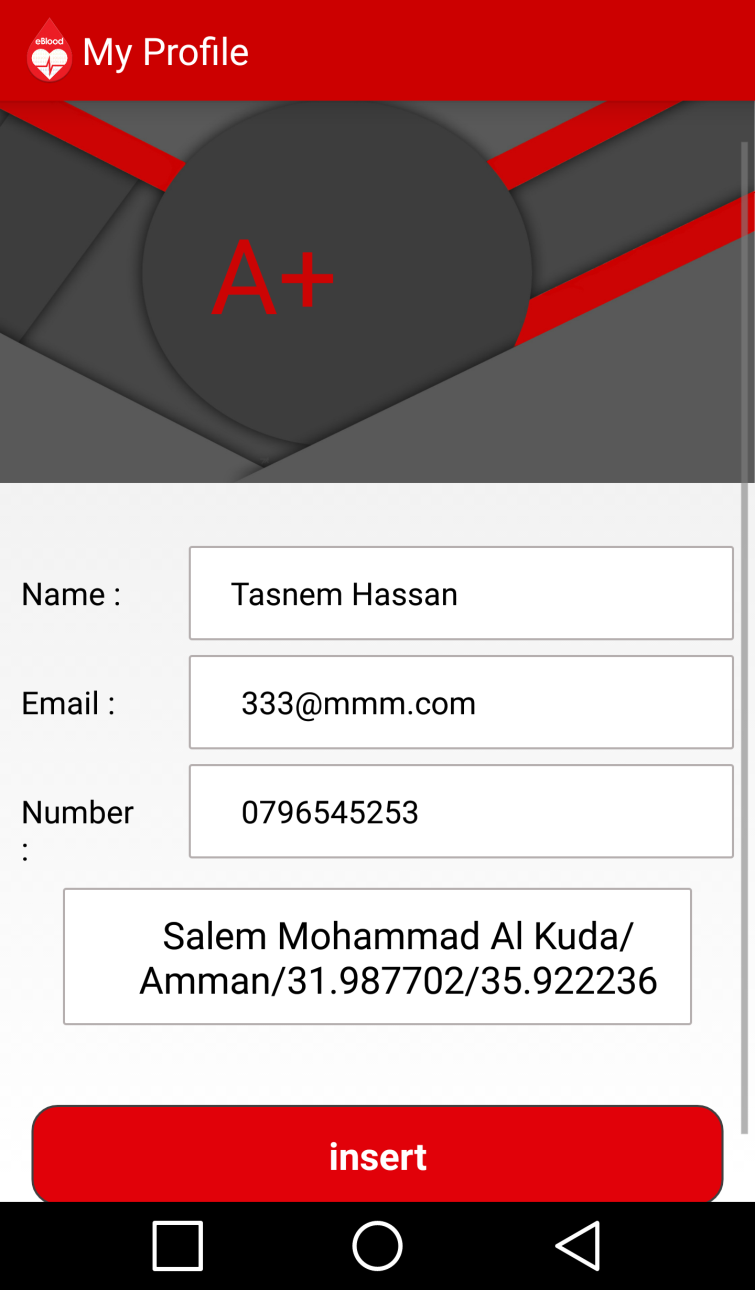 eBlood
My Profile
A+
Name :
Tasnem Hassan
Email :
333@mmm.com
Number
:
0796545253
Salem Mohammad Al Kuda/
Amman/31.987702/35.922236
insert